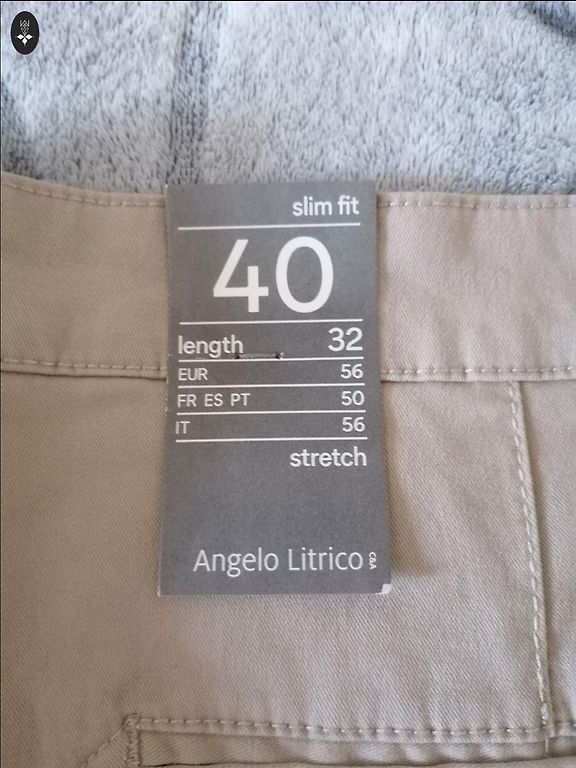 slim fit
40
length 32
EUR 56
FR ES PT 50
IT 56
stretch
Angelo Litrico C&A